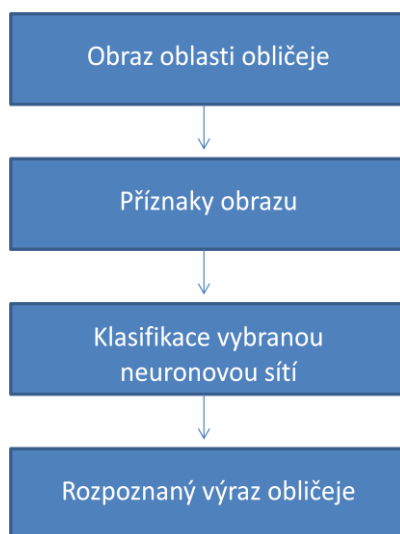 Obraz oblasti obličeje
Příznaky obrazu
Klasifikace vybranou
neuronovou sítí
Rozpoznaný výraz obličeje